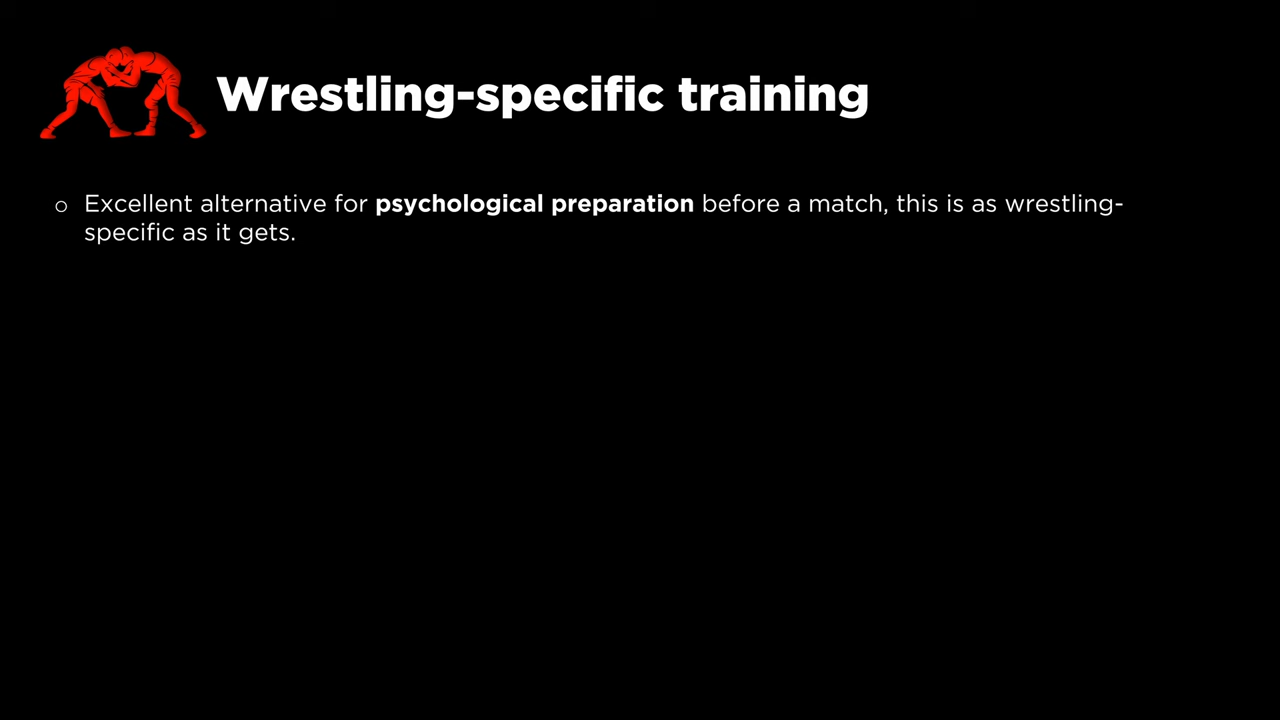 Wrestling-specific training
○ Excellent alternative for psychological preparation before a match, this is as wrestling-
specific as it gets.